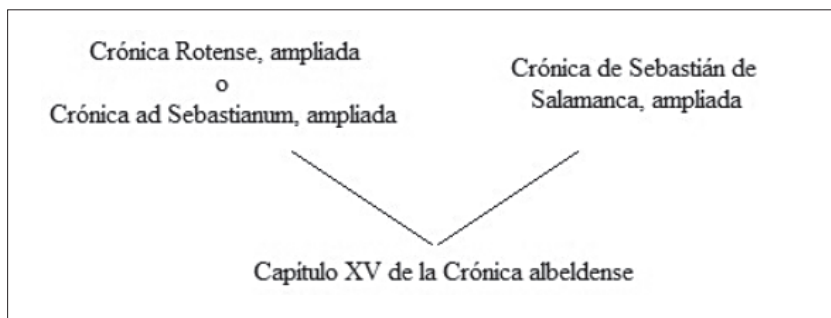 Crónica Rotense, ampliada
o
Crónica ad Sebastianum, ampliada
Crónica de Sebastián de
Salamanca, ampliada
Capítulo XV de la Crónica albeldense